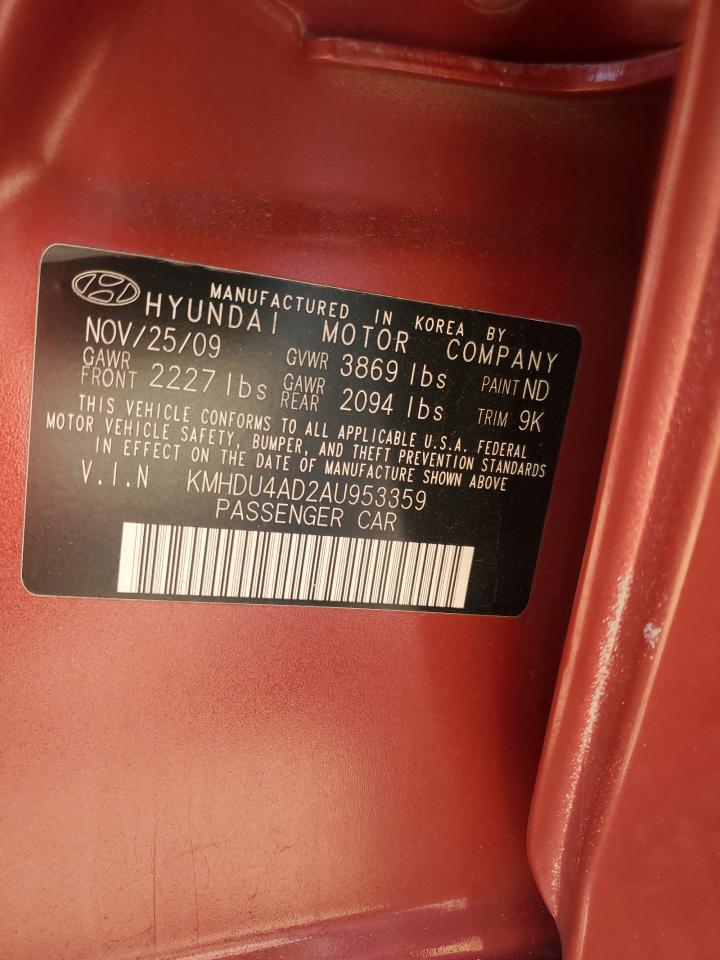 MANUFACTURED IN KOREA BY
HYUNDAI MOTOR COMPANY
NOV/25/09 GVWR 3869 lbs PAINT ND
GAWR FRONT 2227 lbs GAWR REAR 2094 lbs TRIM 9K
THIS VEHICLE CONFORMS TO ALL APPLICABLE U.S.A. FEDERAL
MOTOR VEHICLE SAFETY, BUMPER, AND THEFT PREVENTION STANDARDS
IN EFFECT ON THE DATE OF MANUFACTURE SHOWN ABOVE
V.I.N KMHDU4AD2AU953359
PASSENGER CAR